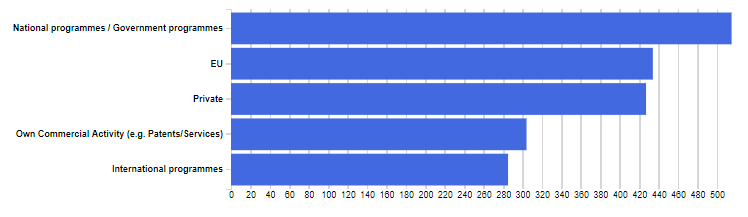 National programmes / Government programmes
EU
Private
Own Commercial Activity (e.g. Patents/Services)
International programmes
0 20 40 60 80 100 120 140 160 180 200 220 240 260 280 300 320 340 360 380 400 420 440 460 480 500